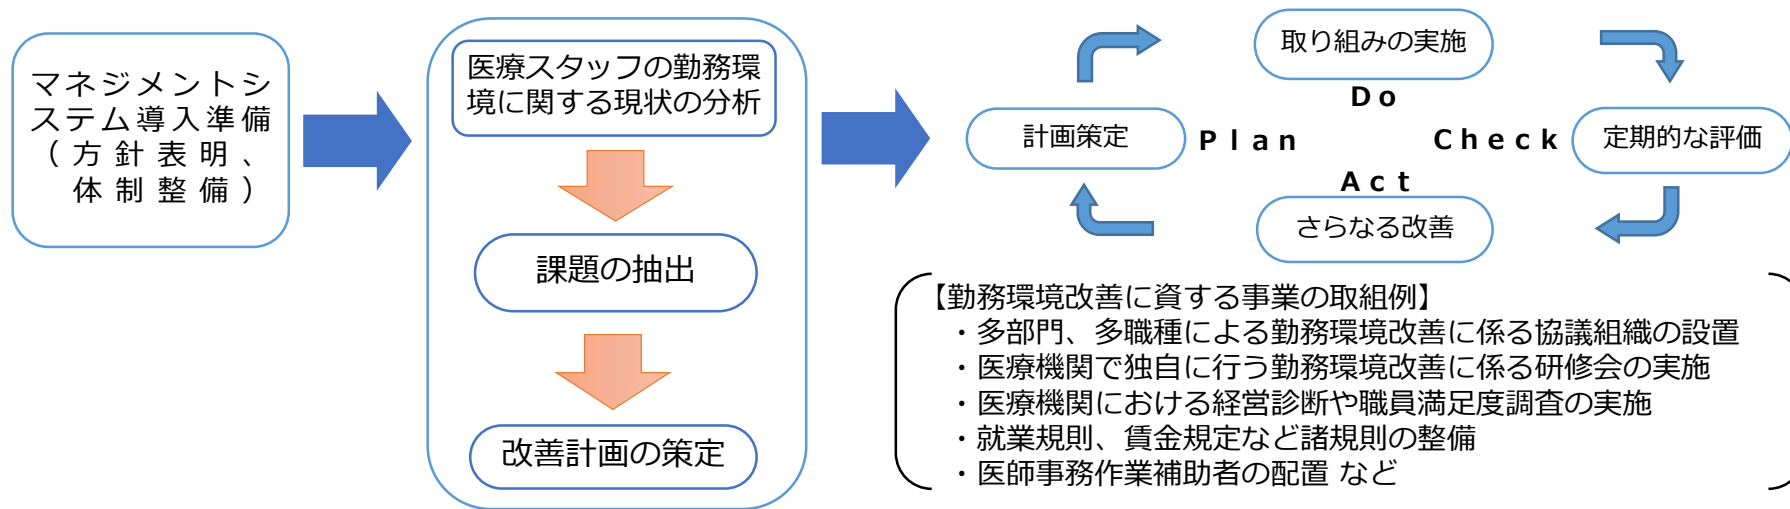 マネジメントシ
ステム導入準備
（方針表明、
体制整備）
医療スタッフの勤務環
境に関する現状の分析
課題の抽出
改善計画の策定
取り組みの実施
Do
計画策定
Plan
Check
定期的な評価
Act
さらなる改善
【勤務環境改善に資する事業の取組例】
・多部門、多職種による勤務環境改善に係る協議組織の設置
・医療機関で独自に行う勤務環境改善に係る研修会の実施
・医療機関における経営診断や職員満足度調査の実施
・就業規則、賃金規定など諸規則の整備
・医師事務作業補助者の配置 など